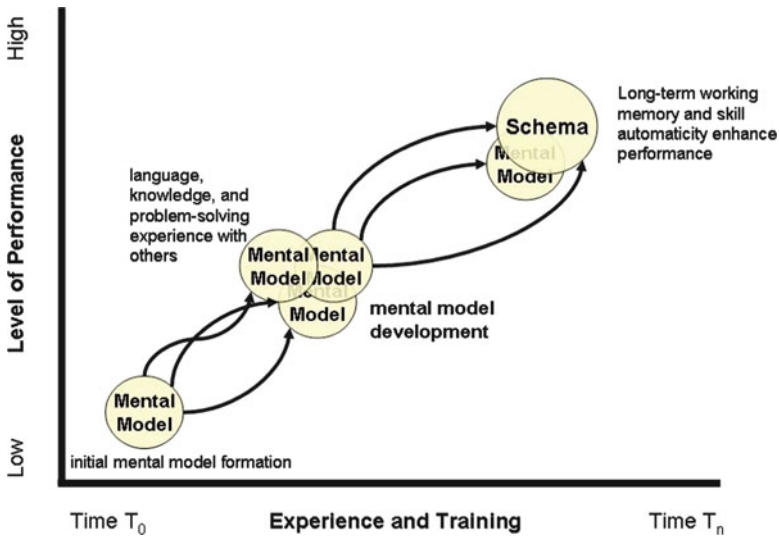 High
Level of Performance
Low
Long-term working
memory and skill
automaticity enhance
performance
Schema
Mental
Model
language,
knowledge, and
problem-solving
experience with
others
Mental
Model
Mental
Model
Mental
Model
mental model
development
Mental
Model
initial mental model formation
Time T₀
Experience and Training
Time Tₙ